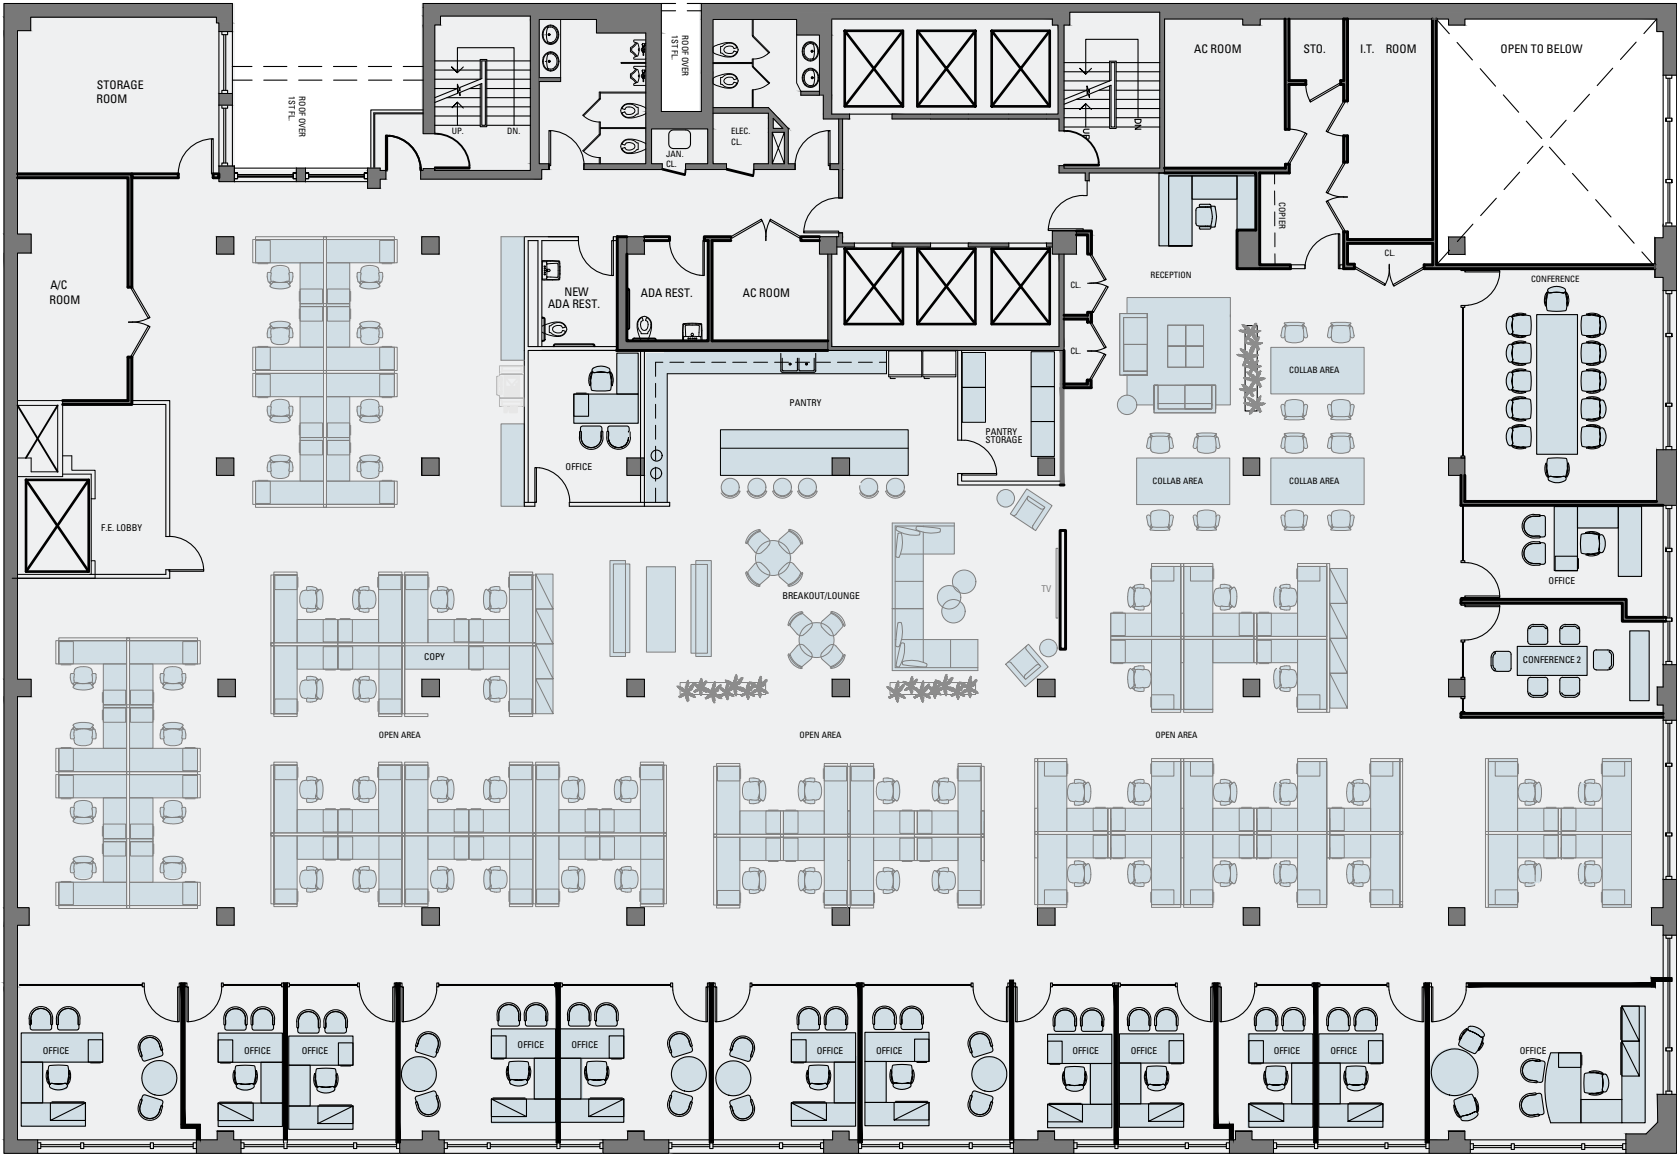 STORAGE
ROOM
ROOF OVER
1ST FL.
UP.
DN.
ROOF OVER
1ST FL.
JAN.
CL.
ELEC.
CL.
UP
DN
AC ROOM
STO.
I.T. ROOM
OPEN TO BELOW
COPIER
CL.
A/C
ROOM
NEW
ADA REST.
ADA REST.
AC ROOM
CL.
CL.
RECEPTION
CONFERENCE
COLLAB AREA
PANTRY
PANTRY
STORAGE
OFFICE
COLLAB AREA
COLLAB AREA
F.E. LOBBY
BREAKOUT/LOUNGE
TV
OFFICE
COPY
CONFERENCE 2
OPEN AREA
OPEN AREA
OPEN AREA
OFFICE
OFFICE
OFFICE
OFFICE
OFFICE
OFFICE
OFFICE
OFFICE
OFFICE
OFFICE
OFFICE
OFFICE